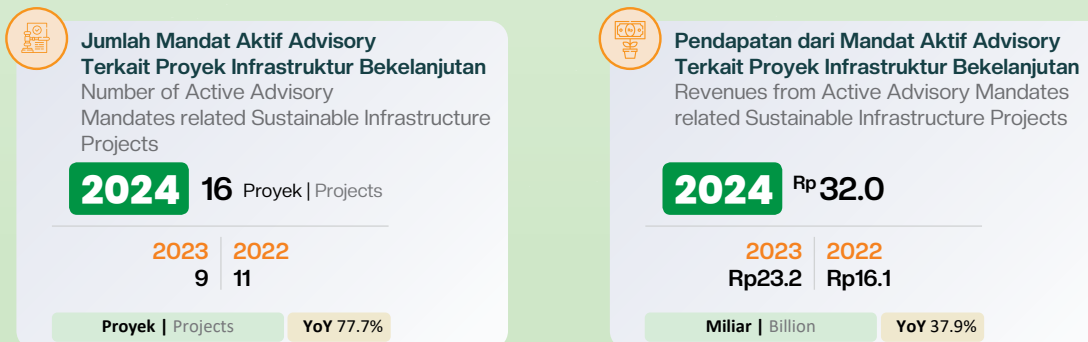 Jumlah Mandat Aktif Advisory
Terkait Proyek Infrastruktur Bekelanjutan
Number of Active Advisory
Mandates related Sustainable Infrastructure
Projects
2024 16 Proyek | Projects
2023 2022
9 11
Proyek | Projects YoY 77.7%
Pendapatan dari Mandat Aktif Advisory
Terkait Proyek Infrastruktur Bekelanjutan
Revenues from Active Advisory Mandates
related Sustainable Infrastructure Projects
2024 Rp32.0
2023 2022
Rp23.2 Rp16.1
Miliar | Billion YoY 37.9%